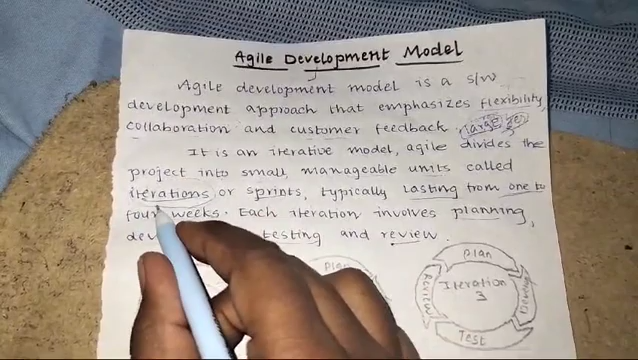 Agile Development Model
Agile development model is a s/w
development approach that emphasizes flexibility,
collaboration and customer feedback.
large
It is an iterative model, agile divides the
project into small, manageable units called
iterations or sprints, typically lasting from one to
four weeks. Each iteration involves planning,
testing and review.
Plan
Plan
Review
Iteration
3
Develop
Test